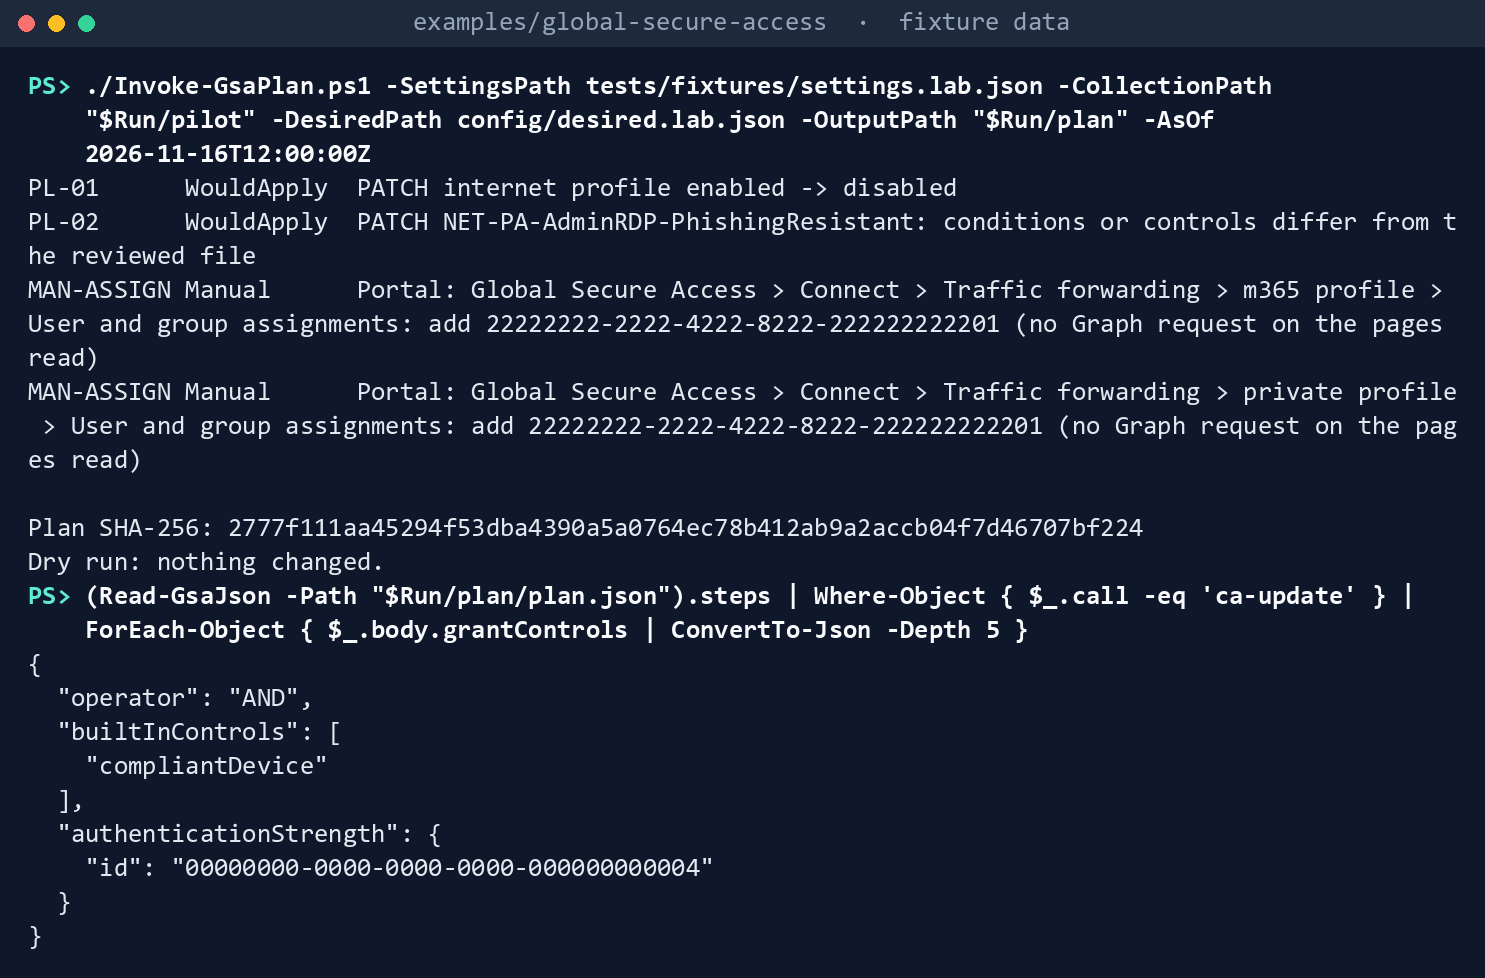 examples/global-secure-access · fixture data
PS> ./Invoke-GsaPlan.ps1 -SettingsPath tests/fixtures/settings.lab.json -CollectionPath
"$Run/pilot" -DesiredPath config/desired.lab.json -OutputPath "$Run/plan" -AsOf
2026-11-16T12:00:00Z
PL-01      WouldApply  PATCH internet profile enabled -> disabled
PL-02      WouldApply  PATCH NET-PA-AdminRDP-PhishingResistant: conditions or controls differ from t
he reviewed file
MAN-ASSIGN Manual      Portal: Global Secure Access > Connect > Traffic forwarding > m365 profile >
User and group assignments: add 22222222-2222-4222-8222-222222222201 (no Graph request on the pages
read)
MAN-ASSIGN Manual      Portal: Global Secure Access > Connect > Traffic forwarding > private profile
 > User and group assignments: add 22222222-2222-4222-8222-222222222201 (no Graph request on the pag
es read)
Plan SHA-256: 2777f111aa45294f53dba4390a5a0764ec78b412ab9a2accb04f7d46707bf224
Dry run: nothing changed.
PS> (Read-GsaJson -Path "$Run/plan/plan.json").steps | Where-Object { $_.call -eq 'ca-update' } |
ForEach-Object { $_.body.grantControls | ConvertTo-Json -Depth 5 }
{
  "operator": "AND",
  "builtInControls": [
    "compliantDevice"
  ],
  "authenticationStrength": {
    "id": "00000000-0000-0000-0000-000000000004"
  }
}